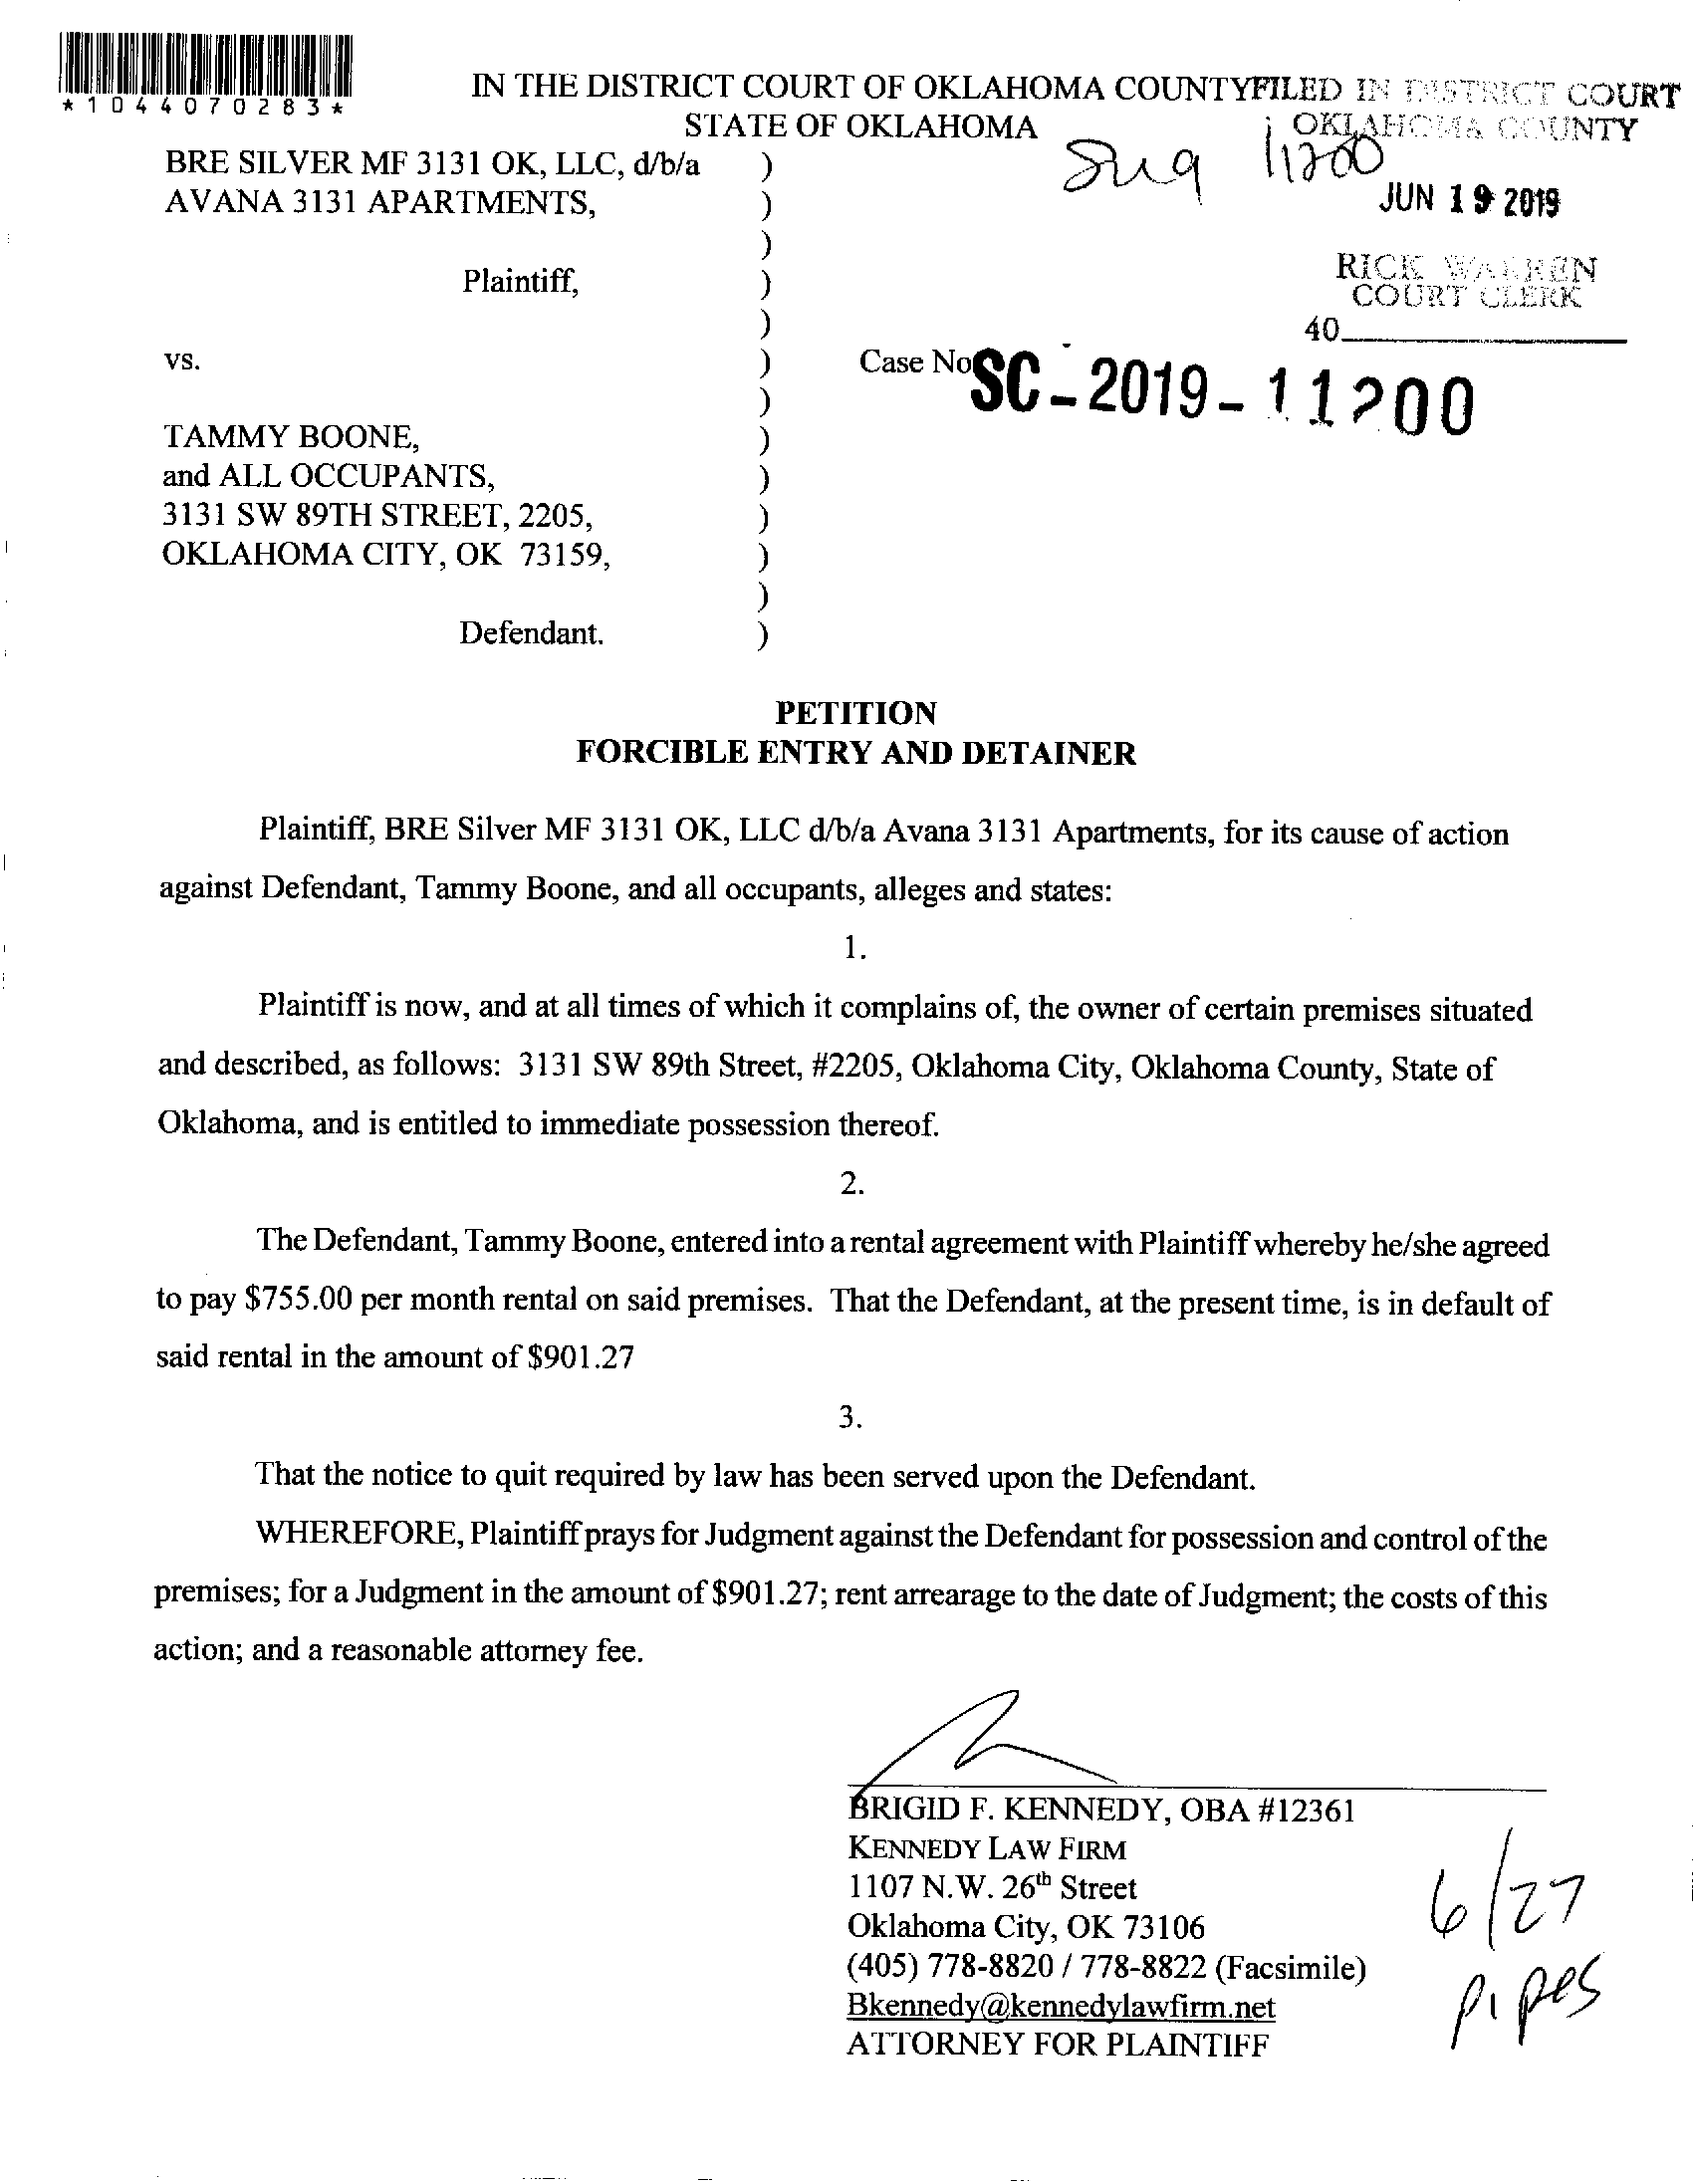 *1044070283*
IN THE DISTRICT COURT OF OKLAHOMA COUNTY
STATE OF OKLAHOMA
FILED IN DISTRICT COURT
OKLAHOMA COUNTY
11200
JUN 19 2019
RICK WARREN
COURT CLERK
40
BRE SILVER MF 3131 OK, LLC, d/b/a )
AVANA 3131 APARTMENTS, )
)
Plaintiff, )
)
vs. ) Case No SC-2019-11200
)
TAMMY BOONE, )
and ALL OCCUPANTS, )
3131 SW 89TH STREET, 2205, )
OKLAHOMA CITY, OK 73159, )
)
Defendant. )
PETITION
FORCIBLE ENTRY AND DETAINER
Plaintiff, BRE Silver MF 3131 OK, LLC d/b/a Avana 3131 Apartments, for its cause of action
against Defendant, Tammy Boone, and all occupants, alleges and states:
1.
Plaintiff is now, and at all times of which it complains of, the owner of certain premises situated
and described, as follows: 3131 SW 89th Street, #2205, Oklahoma City, Oklahoma County, State of
Oklahoma, and is entitled to immediate possession thereof.
2.
The Defendant, Tammy Boone, entered into a rental agreement with Plaintiff whereby he/she agreed
to pay $755.00 per month rental on said premises. That the Defendant, at the present time, is in default of
said rental in the amount of $901.27
3.
That the notice to quit required by law has been served upon the Defendant.
WHEREFORE, Plaintiff prays for Judgment against the Defendant for possession and control of the
premises; for a Judgment in the amount of $901.27; rent arrearage to the date of Judgment; the costs of this
action; and a reasonable attorney fee.
BRIGID F. KENNEDY, OBA #12361
KENNEDY LAW FIRM
1107 N.W. 26th Street
Oklahoma City, OK 73106
(405) 778-8820 / 778-8822 (Facsimile)
Bkennedy@kennedylawfirm.net
ATTORNEY FOR PLAINTIFF
6/27
pipes